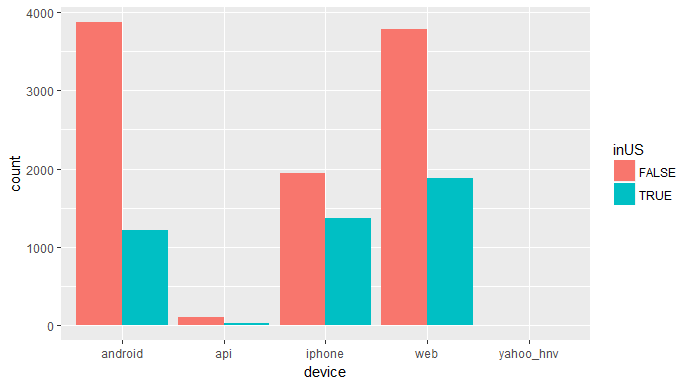 4000
3000
2000
1000
0
count
android api iphone web yahoo_hnv
device
inUS
FALSE
TRUE